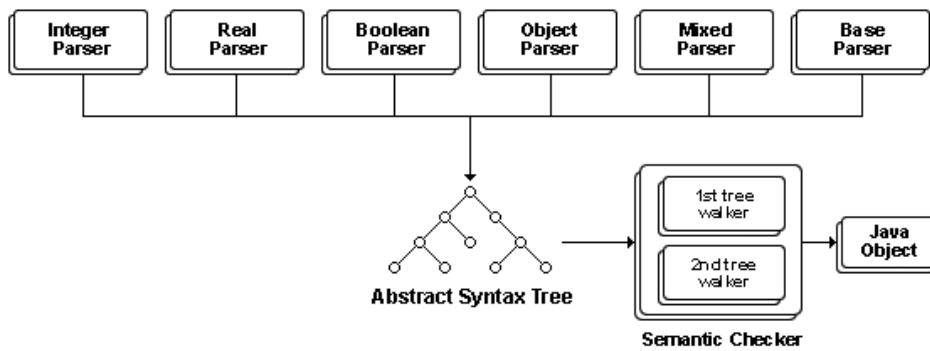 Integer
Parser
Real
Parser
Boolean
Parser
Object
Parser
Mixed
Parser
Base
Parser
1st tree
walker
2nd tree
walker
Java
Object
Abstract Syntax Tree
Semantic Checker